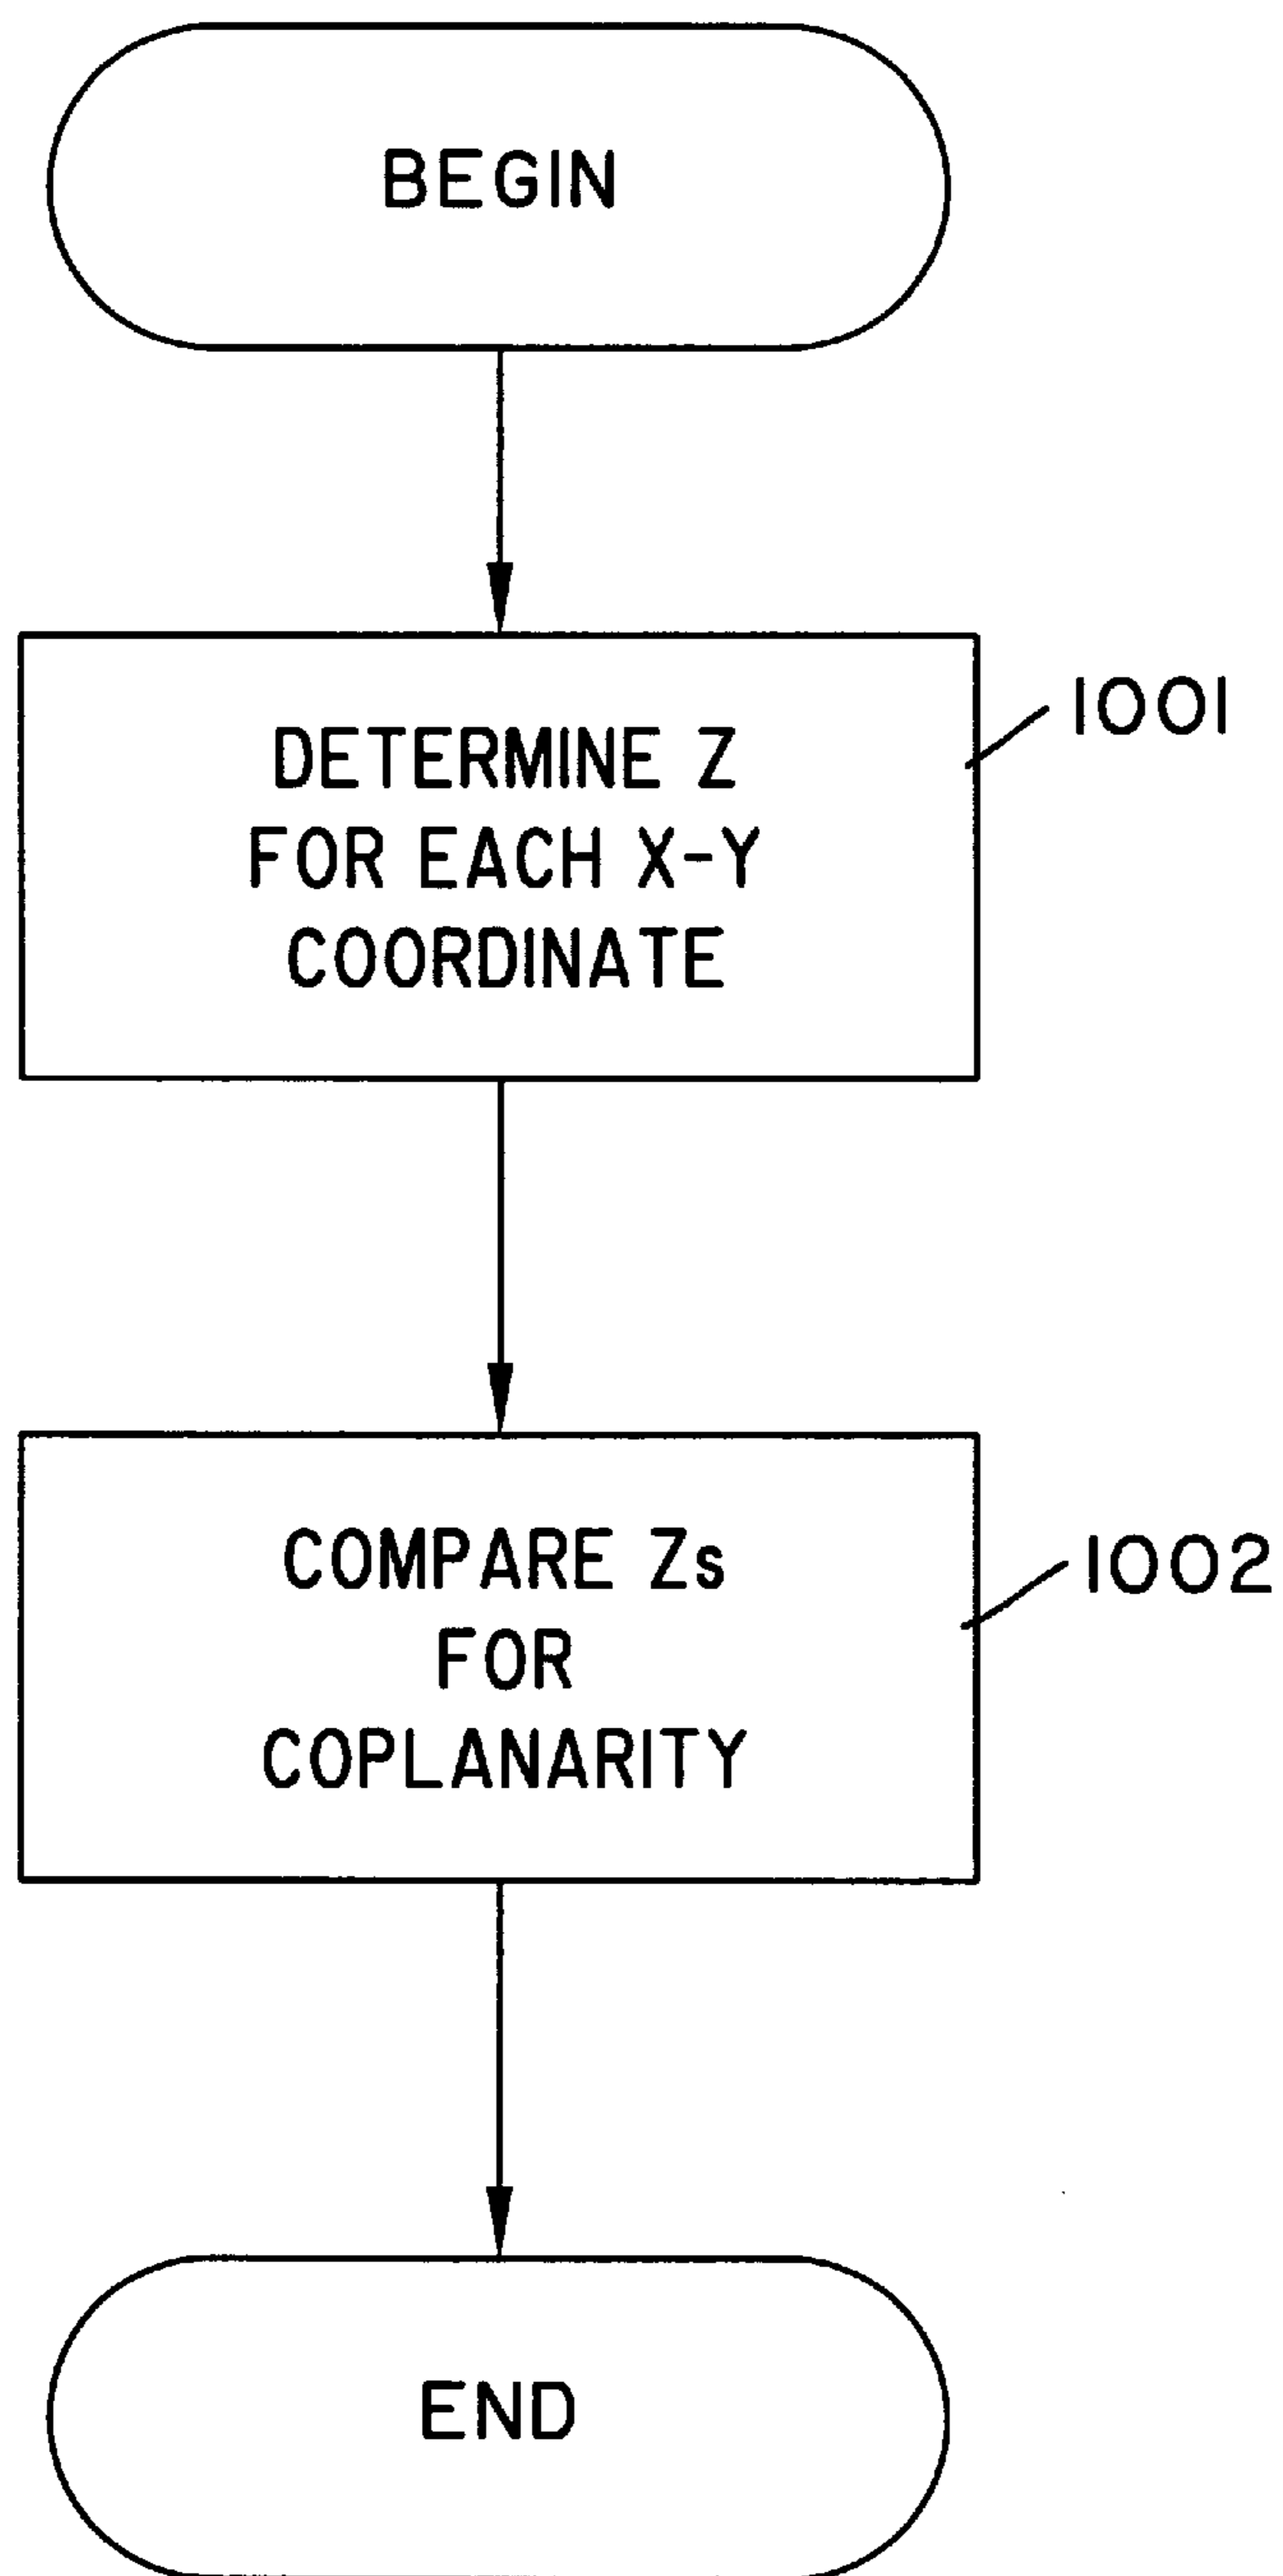 BEGIN
DETERMINE Z
FOR EACH X-Y
COORDINATE
1001
COMPARE Zs
FOR
COPLANARITY
1002
END